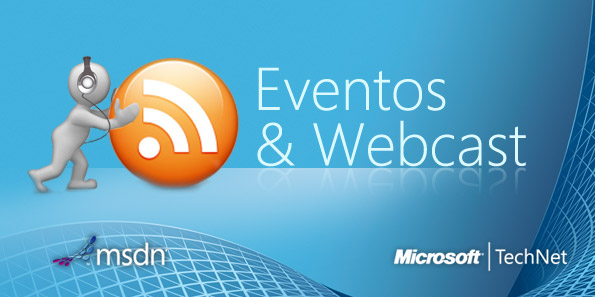 Eventos
& Webcast
msdn
Microsoft | TechNet